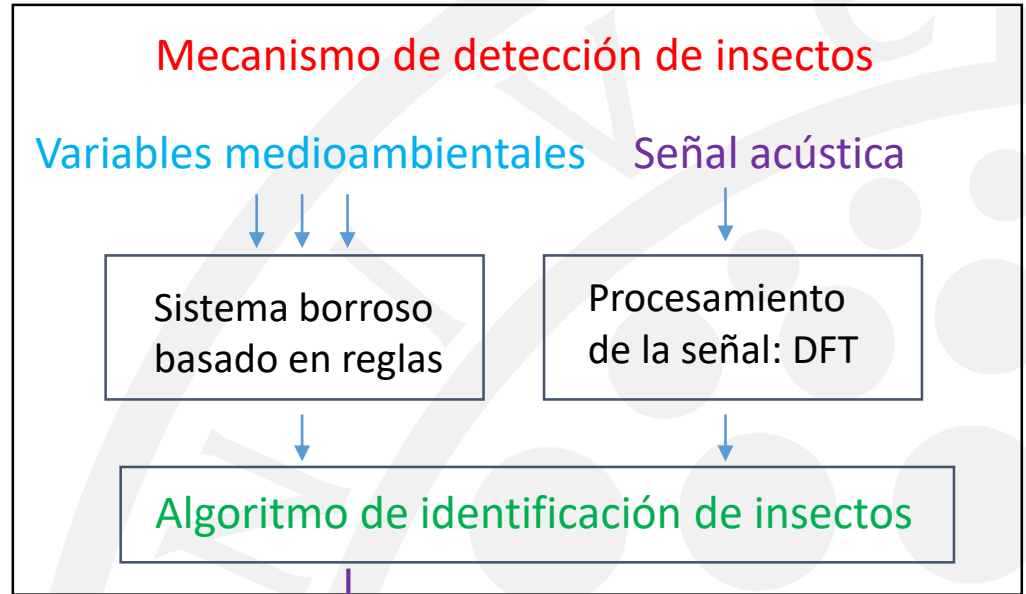 Mecanismo de detección de insectos
Variables medioambientales
Señal acústica
Sistema borroso
basado en reglas
Procesamiento
de la señal: DFT
Algoritmo de identificación de insectos